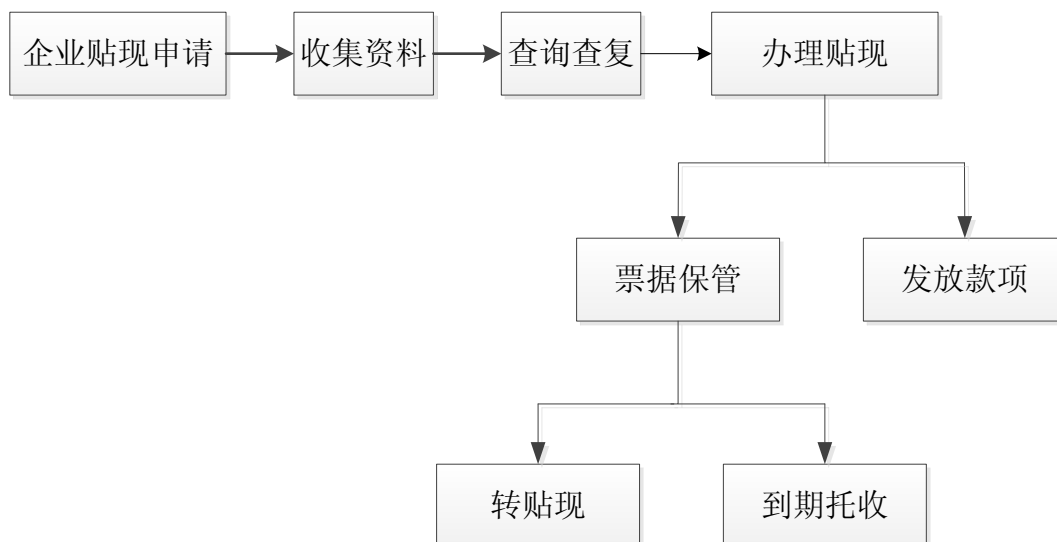 企业贴现申请
收集资料
查询查复
办理贴现
票据保管
发放款项
转贴现
到期托收